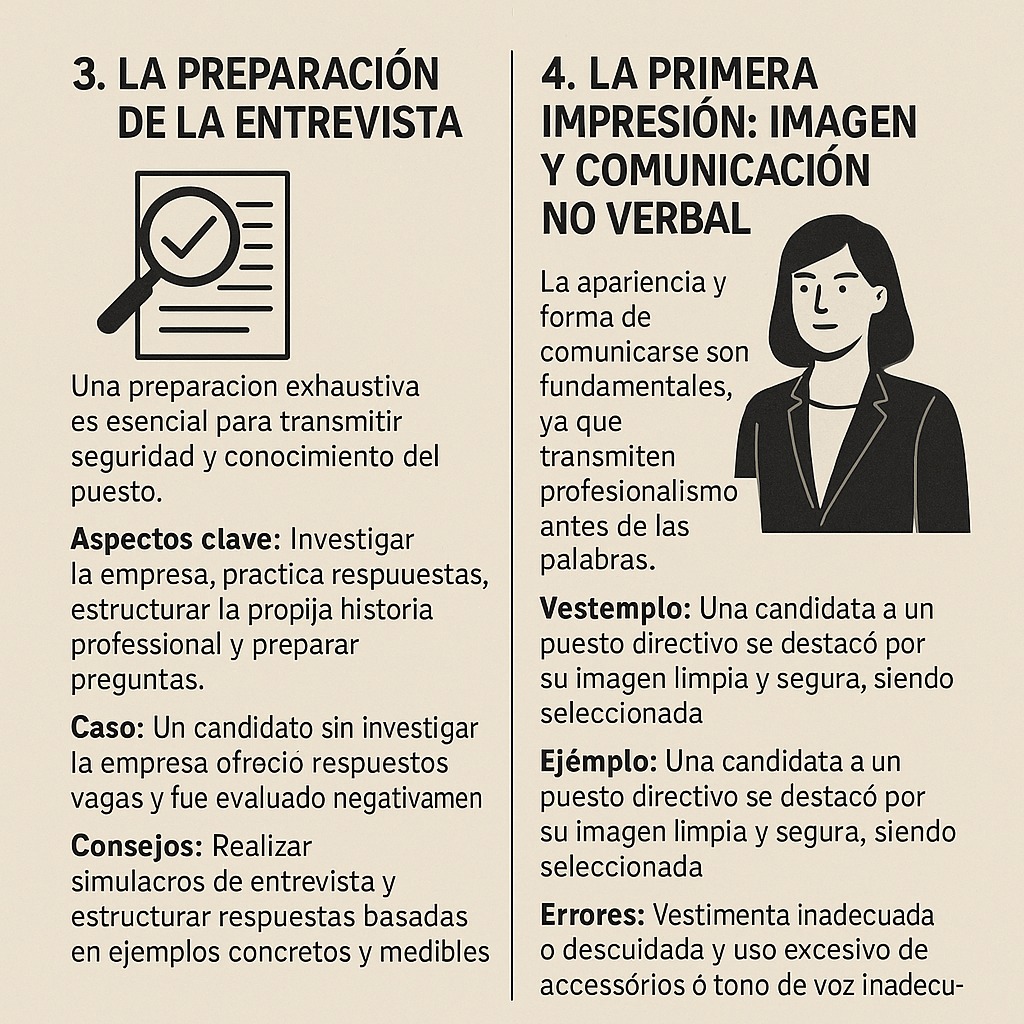 3. LA PREPARACIÓN
DE LA ENTREVISTA
Una preparacion exhaustiva
es esencial para transmitir
seguridad y conocimiento del
puesto.
Aspectos clave: Investigar
la empresa, practica respuuestas,
estructurar la propija historia
professional y preparar
preguntas.
Caso: Un candidato sin investigar
la empresa ofreció respuestos
vagas y fue evaluado negativamen
Consejos: Realizar
simulacros de entrevista y
estructurar respuestas basadas
en ejemplos concretos y medibles
4. LA PRIMERA
IMPRESIÓN: IMAGEN
Y COMUNICACIÓN
NO VERBAL
La apariencia y
forma de
comunicarse son
fundamentales,
ya que
transmiten
profesionalismo
antes de las
palabras.
Vestemplo: Una candidata a un
puesto directivo se destacó por
su imagen limpia y segura, siendo
seleccionada
Ejémplo: Una candidata a un
puesto directivo se destacó por
su imagen limpia y segura, siendo
seleccionada
Errores: Vestimenta inadecuada
o descuidada y uso excesivo de
accessórios ó tono de voz inadecu-